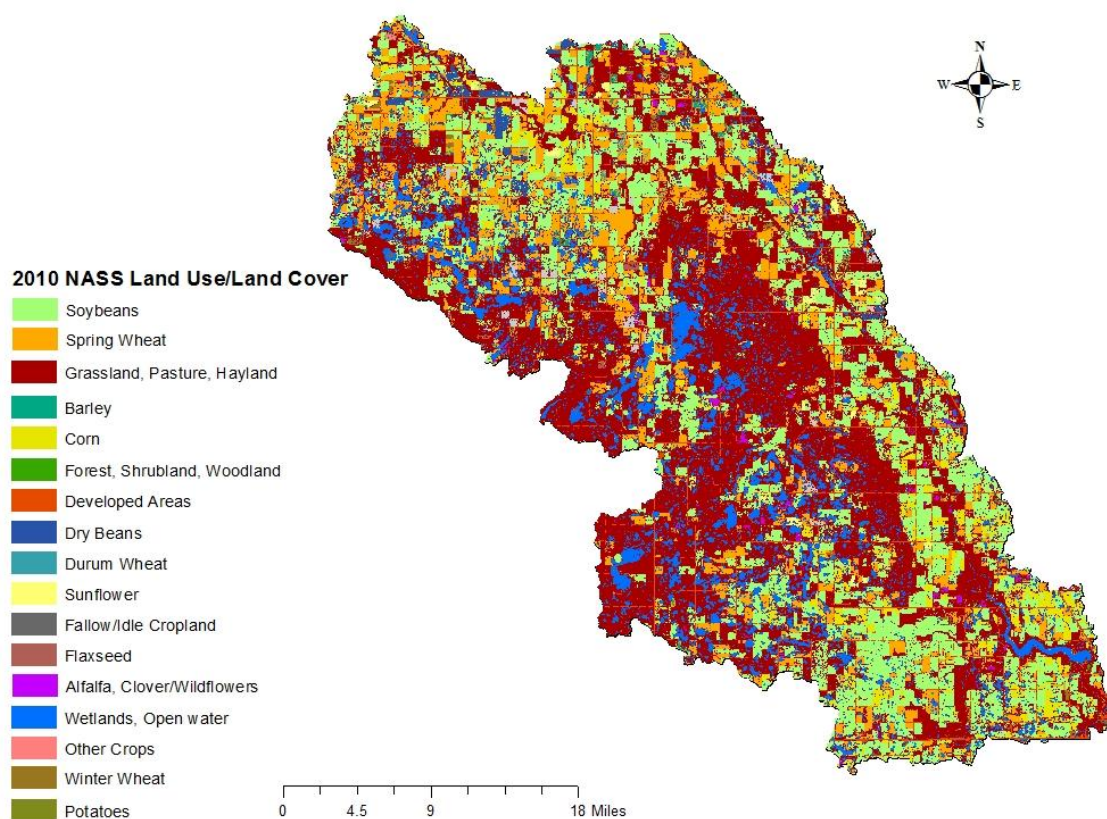 N
W E
S
2010 NASS Land Use/Land Cover
Soybeans
Spring Wheat
Grassland, Pasture, Hayland
Barley
Corn
Forest, Shrubland, Woodland
Developed Areas
Dry Beans
Durum Wheat
Sunflower
Fallow/Idle Cropland
Flaxseed
Alfalfa, Clover/Wildflowers
Wetlands, Open water
Other Crops
Winter Wheat
Potatoes
0 4.5 9 18 Miles